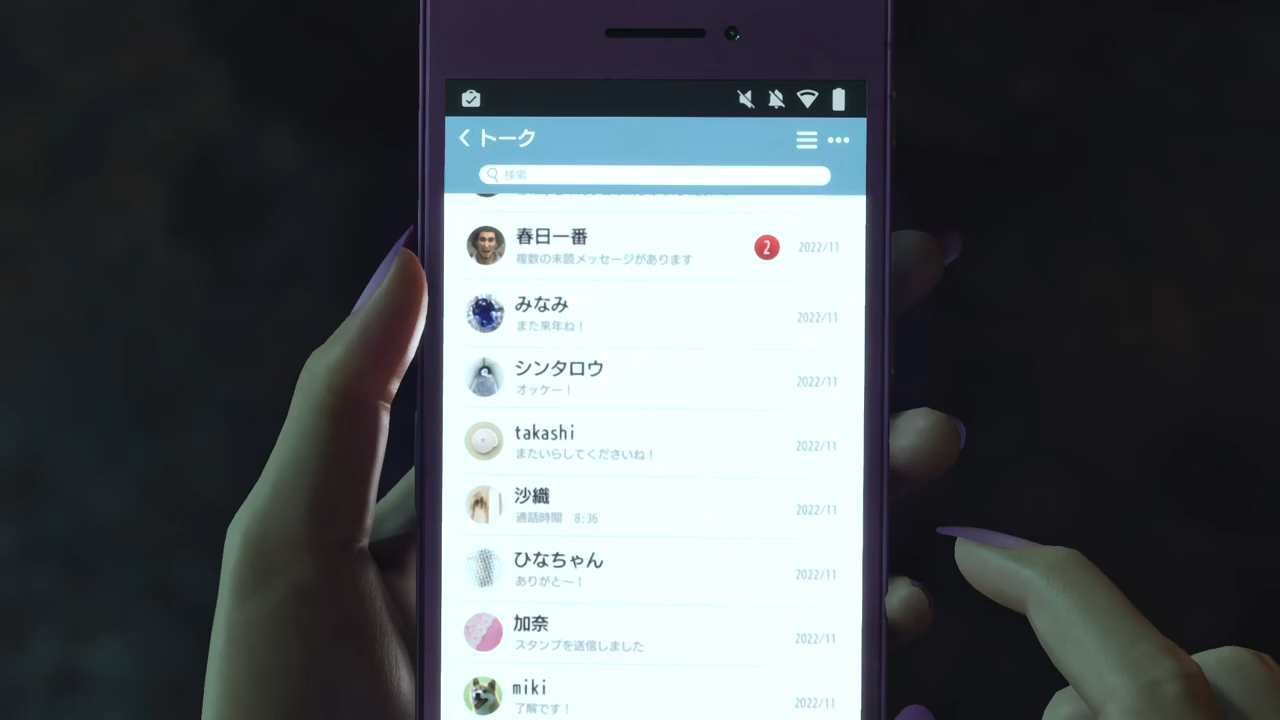 トーク
検索
春日一番
複数の未読メッセージがあります
2
2022/11
みなみ
また来年ね！
2022/11
シンタロウ
オッケー！
2022/11
takashi
またいらしてくださいね！
2022/11
沙織
通話時間 8:36
2022/11
ひなちゃん
ありがと～！
2022/11
加奈
スタンプを送信しました
2022/11
miki
了解です！
2022/11